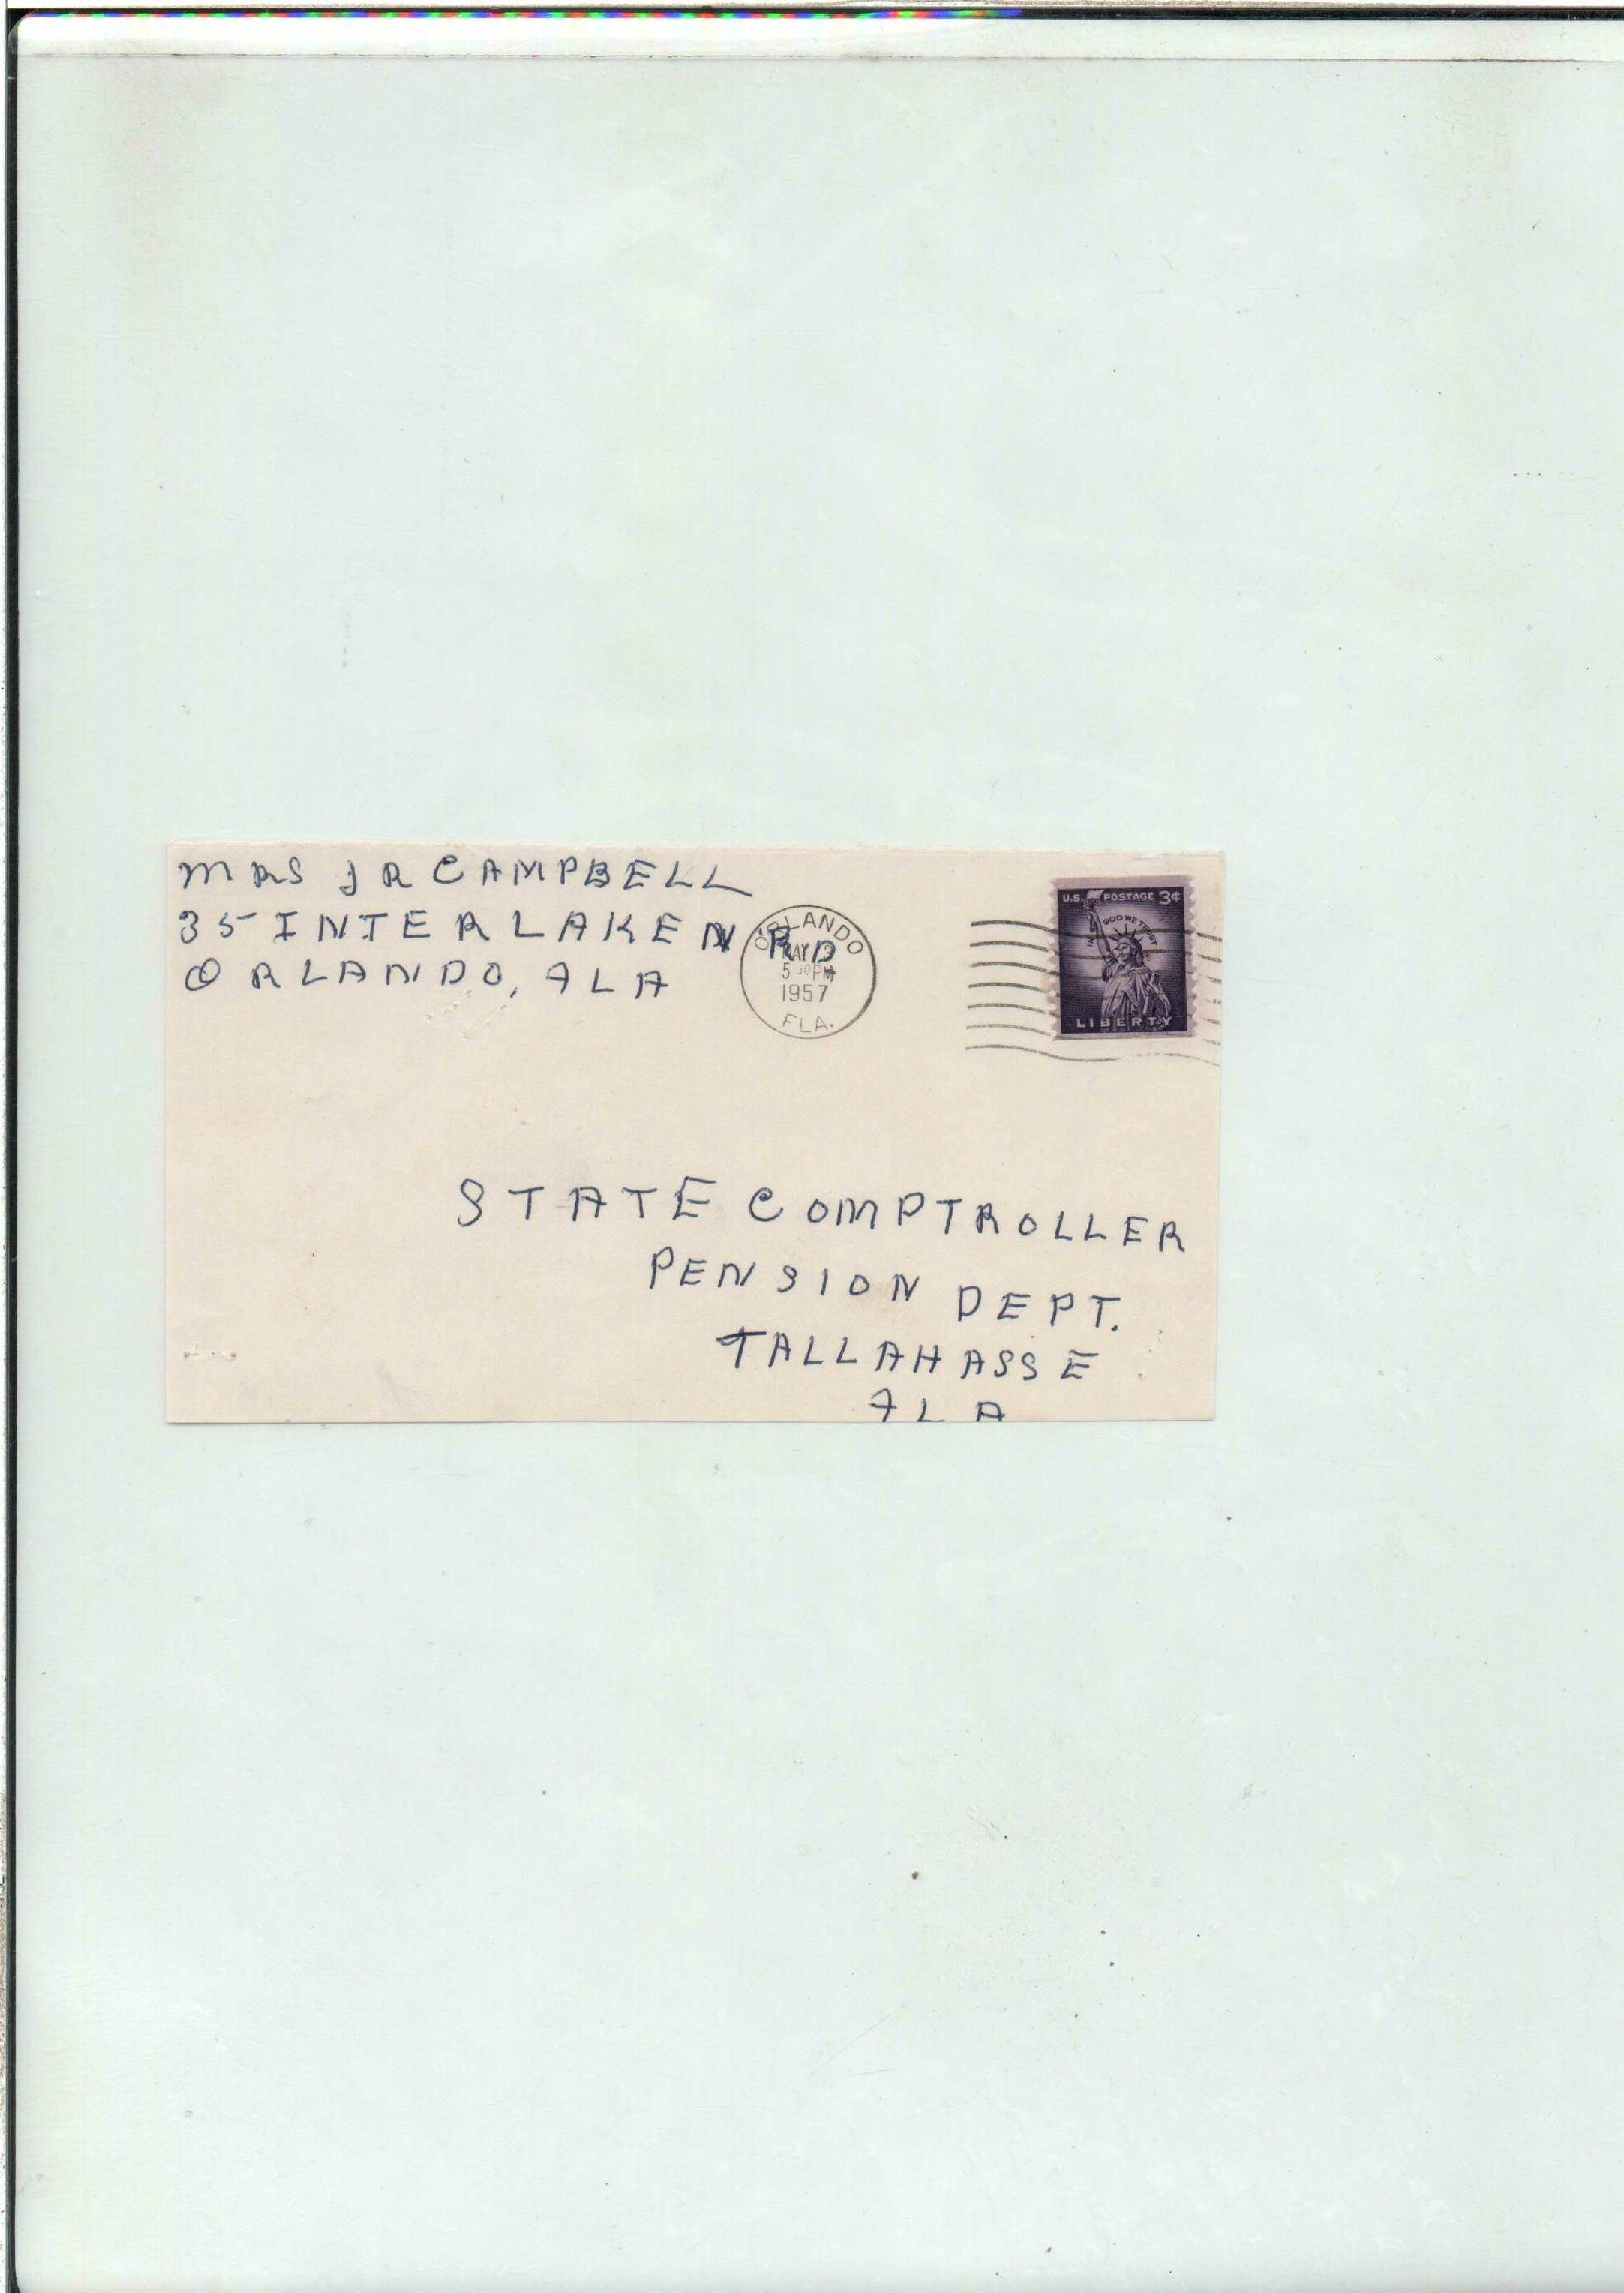 MRS JR CAMPBELL
35 INTERLAKEN RD
ORLANDO, FLA
ORLANDO
MAY
5 30 PM
1957
FLA.
U.S. POSTAGE 3¢
IN GOD WE TRUST
LIBERTY
STATE COMPTROLLER
PENSION DEPT.
TALLAHASSE
FLA